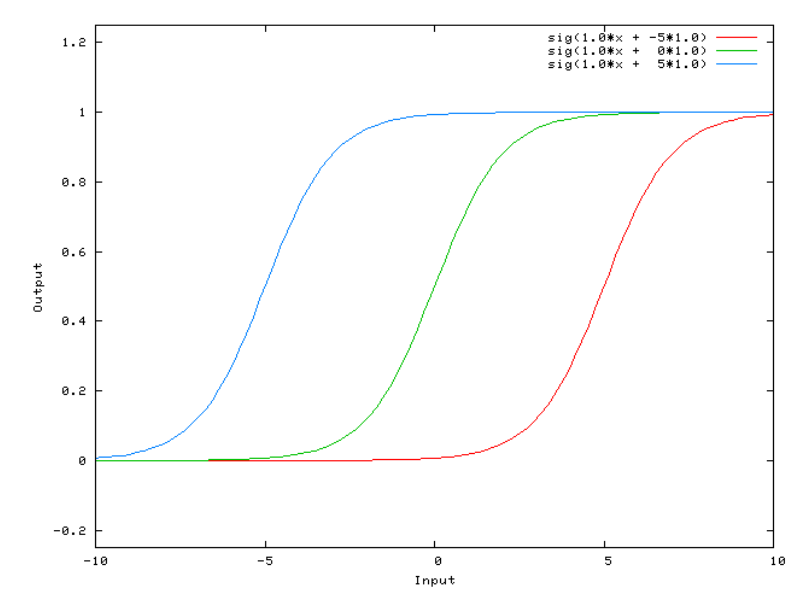 1.2
sig(1.0*x + -5*1.0)
sig(1.0*x +  0*1.0)
sig(1.0*x +  5*1.0)
1
0.8
0.6
Output
0.4
0.2
0
-0.2
-10
-5
0
5
10
Input